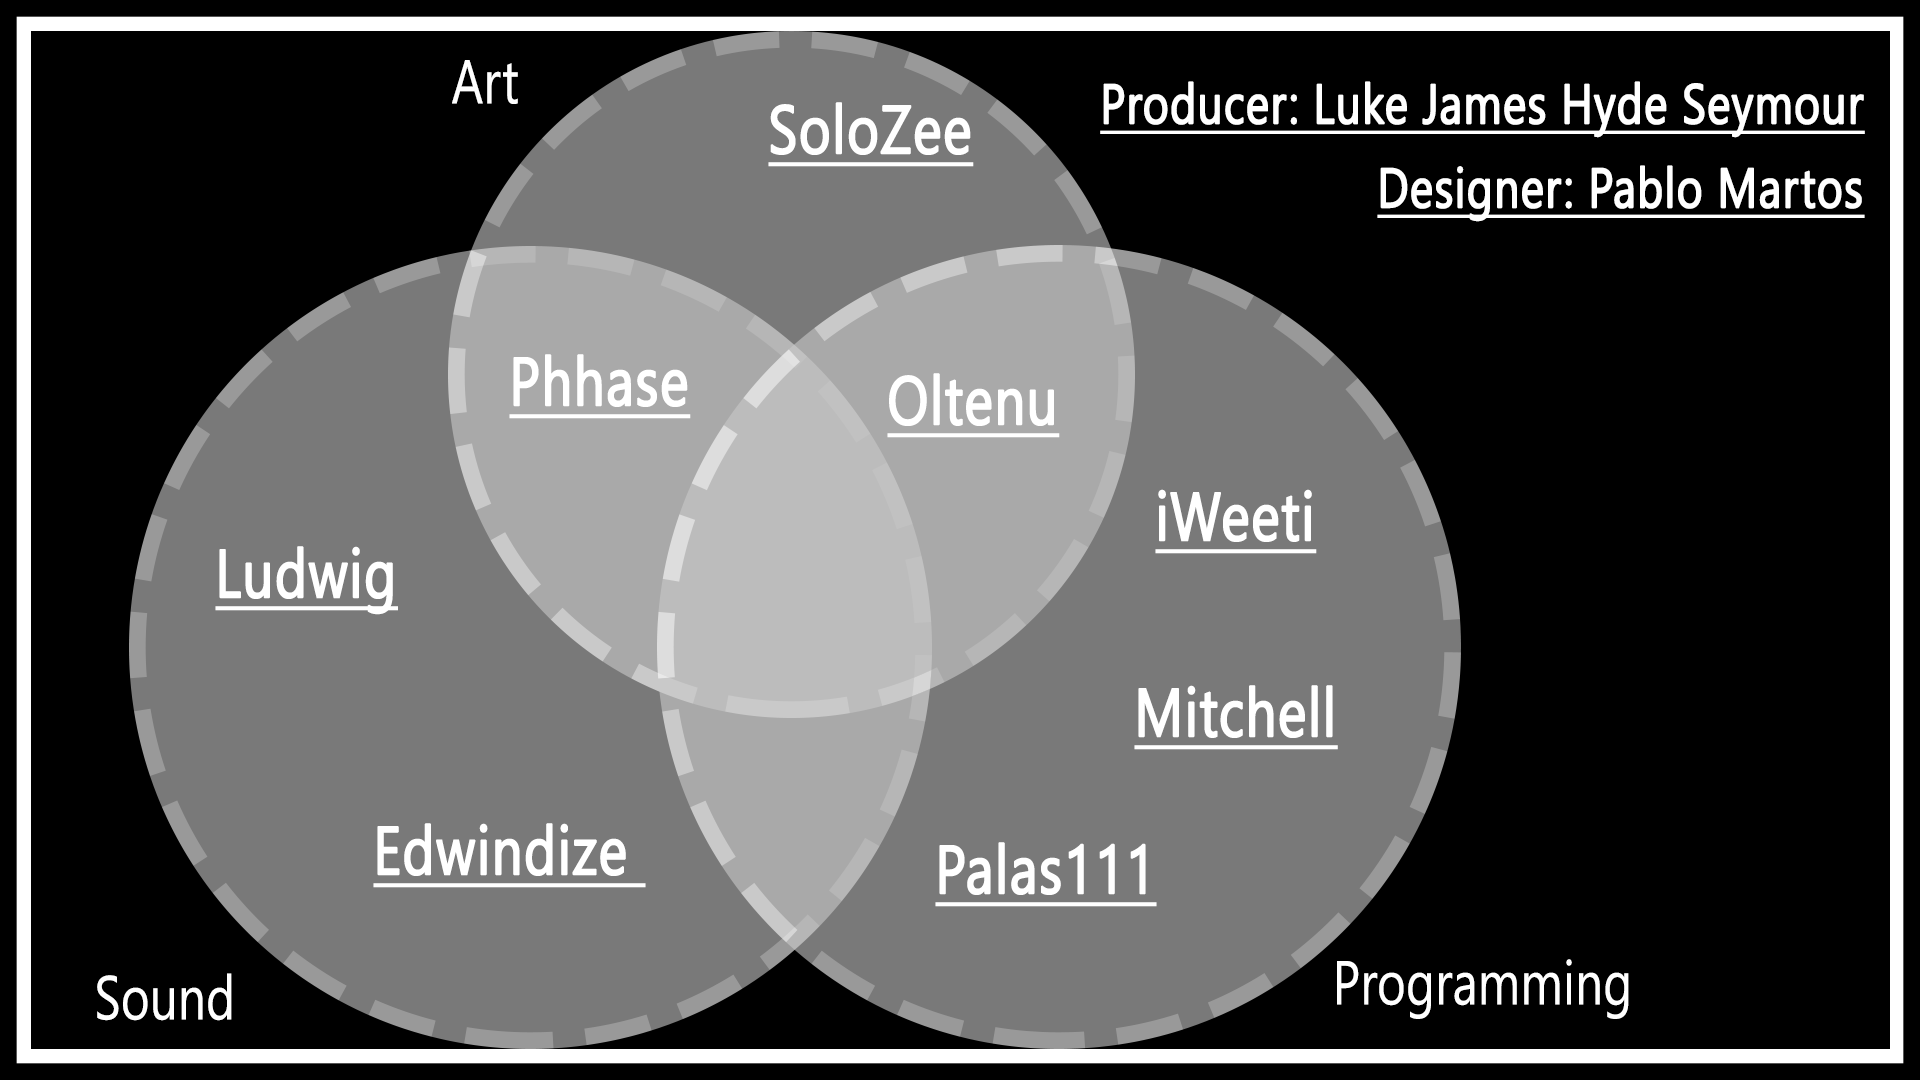 Art
SoloZee
Producer: Luke James Hyde Seymour
Designer: Pablo Martos
Phhase
Oltenu
iWeeti
Ludwig
Mitchell
Edwindize
Palas111
Sound
Programming